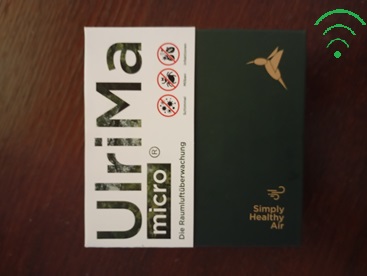 UlriMa
micro®
Die Raumluftüberwachung
Simply
Healthy
Air